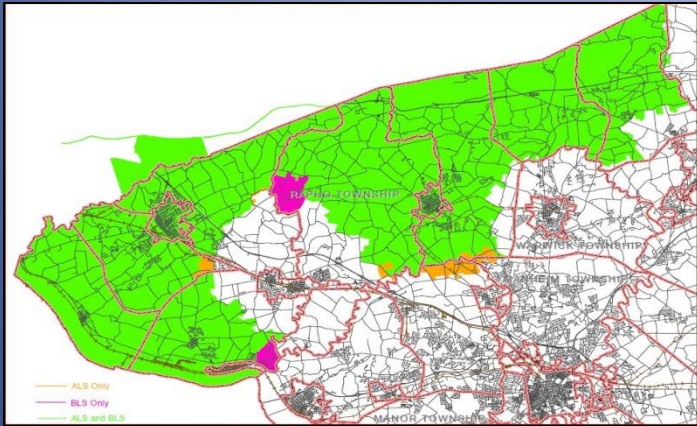 RAPHO TOWNSHIP
WARWICK TOWNSHIP
MANHEIM TOWNSHIP
ALS Only
BLS Only
ALS and BLS
MANOR TOWNSHIP